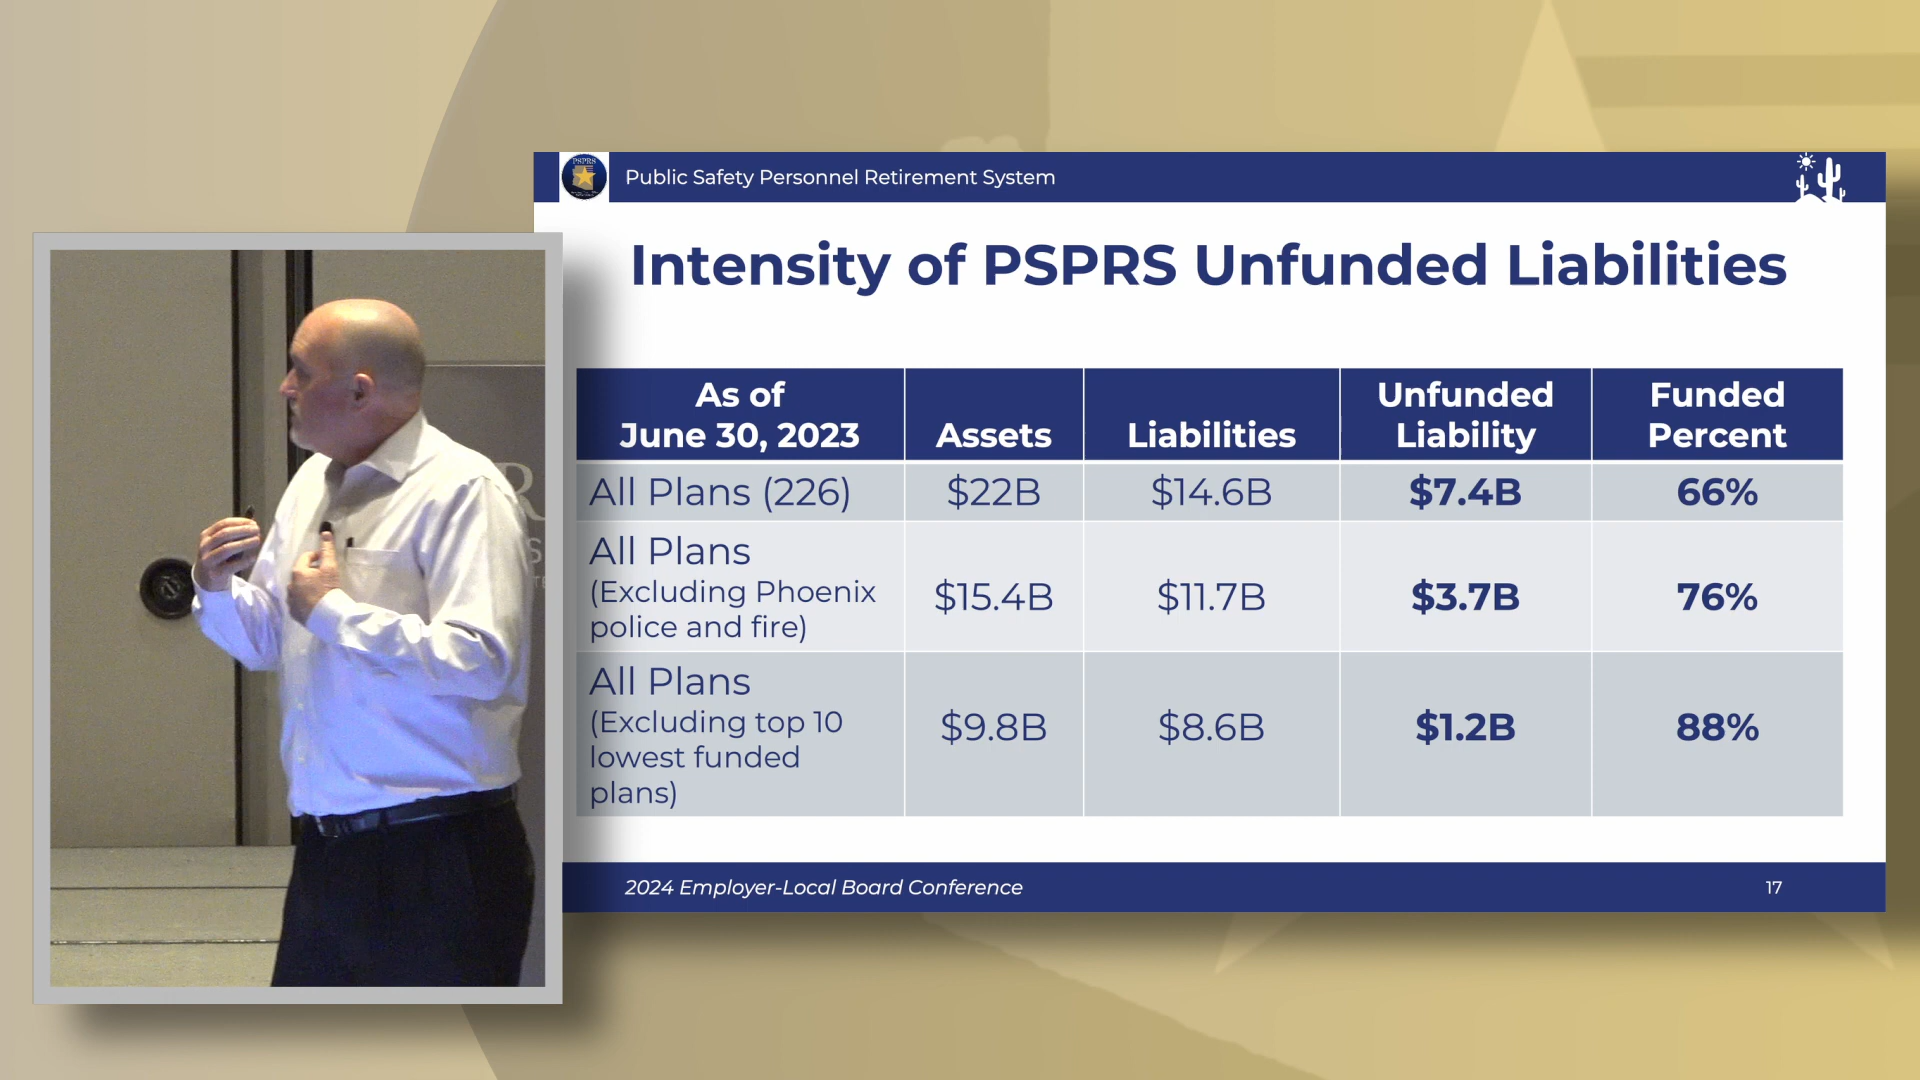 PSPRS
Public Safety Personnel Retirement System
Intensity of PSPRS Unfunded Liabilities
As of
June 30, 2023
Assets
Liabilities
Unfunded
Liability
Funded
Percent
All Plans (226)
$22B
$14.6B
$7.4B
66%
All Plans
(Excluding Phoenix
police and fire)
$15.4B
$11.7B
$3.7B
76%
All Plans
(Excluding top 10
lowest funded
plans)
$9.8B
$8.6B
$1.2B
88%
2024 Employer-Local Board Conference
17